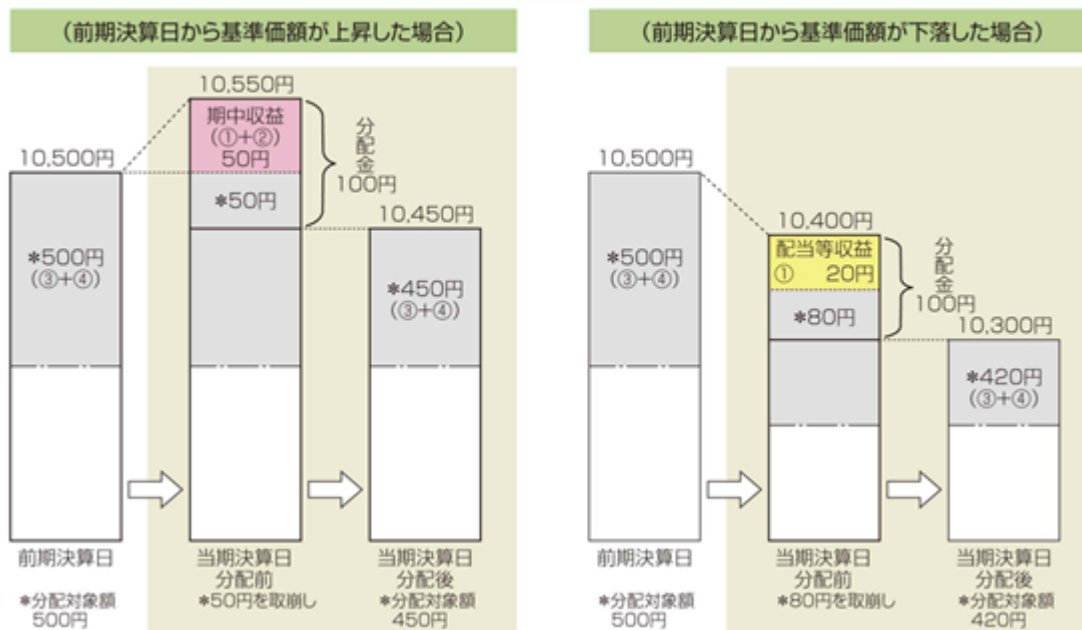 （前期決算日から基準価額が上昇した場合）
10,550円
期中収益
（①＋②）
50円
分配金
100円
10,500円
＊50円
10,450円
＊500円
（③＋④）
＊450円
（③＋④）
前期決算日
当期決算日
分配前
当期決算日
分配後
＊分配対象額
500円
＊50円を取崩し
＊分配対象額
450円
（前期決算日から基準価額が下落した場合）
10,500円
10,400円
配当等収益
① 20円
分配金
100円
＊500円
（③＋④）
＊80円
10,300円
＊420円
（③＋④）
前期決算日
当期決算日
分配前
当期決算日
分配後
＊分配対象額
500円
＊80円を取崩し
＊分配対象額
420円